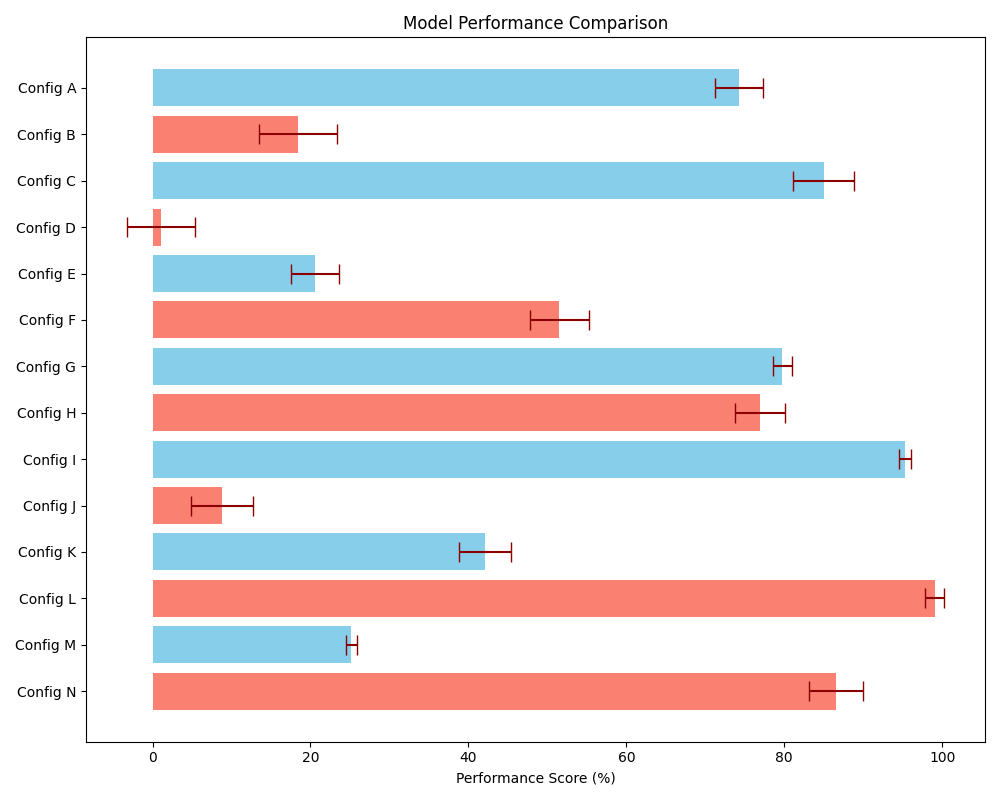 Model Performance Comparison
Config A
Config B
Config C
Config D
Config E
Config F
Config G
Config H
Config I
Config J
Config K
Config L
Config M
Config N
0 20 40 60 80 100
Performance Score (%)